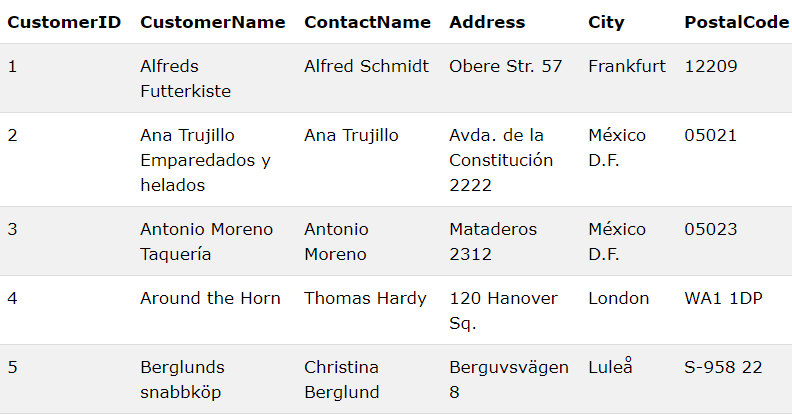 CustomerID CustomerName ContactName Address City PostalCode
1 Alfreds Alfred Schmidt Obere Str. 57 Frankfurt 12209
Futterkiste
2 Ana Trujillo Ana Trujillo Avda. de la México 05021
Emparedados y Constitución D.F.
helados 2222
3 Antonio Moreno Antonio Mataderos México 05023
Taquería Moreno 2312 D.F.
4 Around the Horn Thomas Hardy 120 Hanover London WA1 1DP
Sq.
5 Berglunds Christina Berguvsvägen Luleå S-958 22
snabbköp Berglund 8